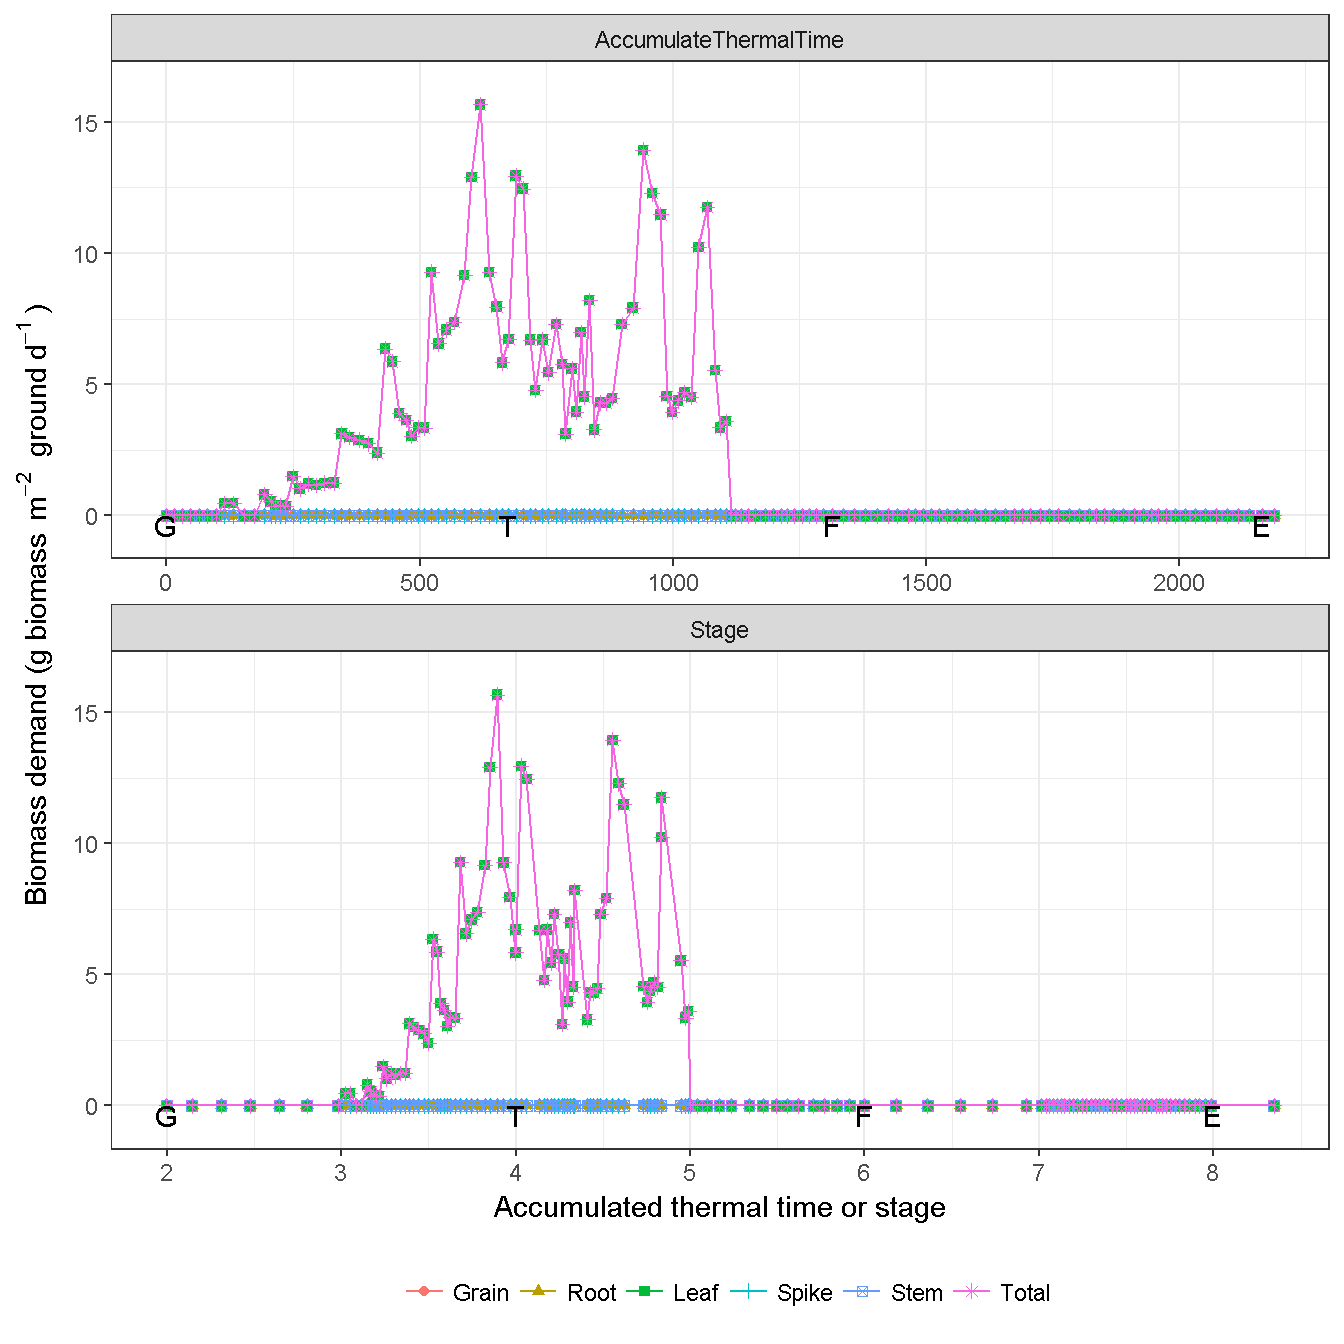 AccumulateThermalTime
15
10
5
0
G T F E
0 500 1000 1500 2000
Stage
15
10
5
0
G T F E
2 3 4 5 6 7 8
Biomass demand (g biomass m⁻² ground d⁻¹)
Accumulated thermal time or stage
Grain Root Leaf Spike Stem Total